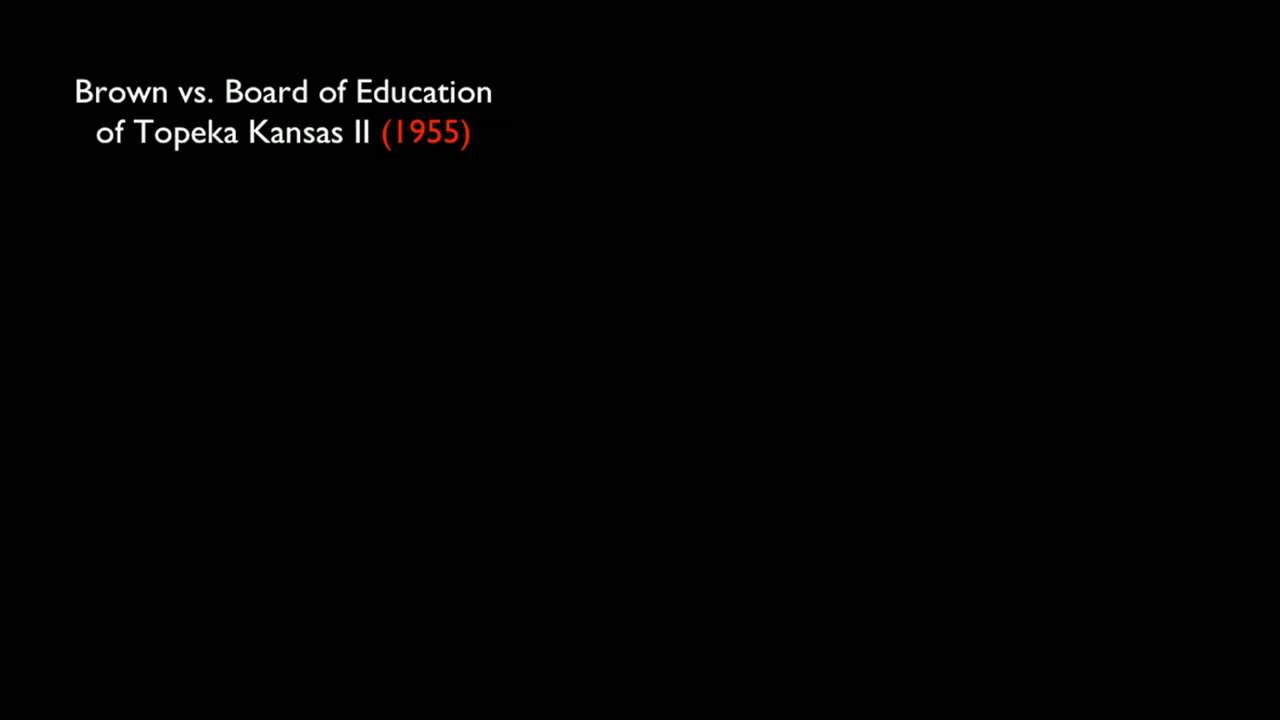 Brown vs. Board of Education
of Topeka Kansas II (1955)